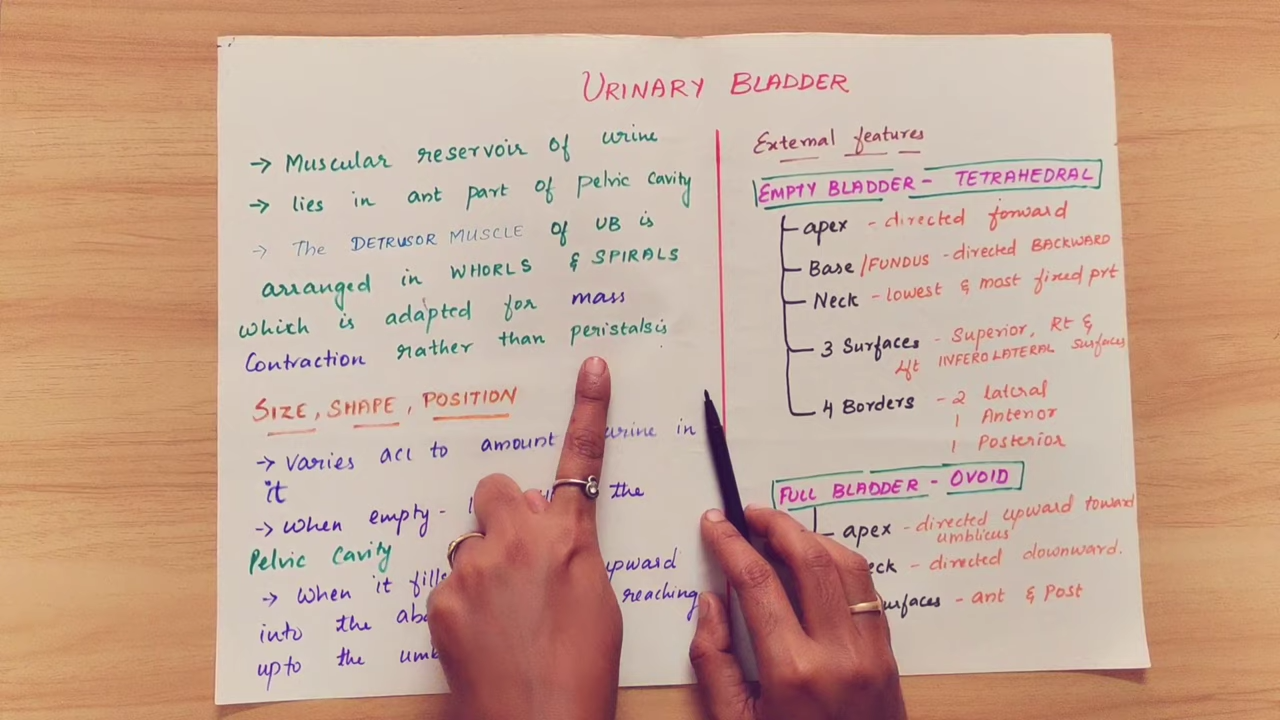 URINARY BLADDER
→ Muscular reservoir of urine
→ lies in ant part of Pelvic cavity
→ The DETRUSOR MUSCLE of UB is
arranged in WHORLS & SPIRALS
which is adapted for mass
Contraction rather than peristalsis
SIZE, SHAPE, POSITION
→ Varies acc to amount urine in
it
→ When empty - the
Pelvic Cavity
→ When it fills upward
into the reaching
upto the
External features
EMPTY BLADDER - TETRAHEDRAL
apex - directed forward
Base/FUNDUS - directed BACKWARD
Neck - lowest & most fixed prt
3 Surfaces - Superior, Rt &
Lft INFEROLATERAL Surfaces
4 Borders - 2 lateral
1 Anterior
1 Posterior
FULL BLADDER - OVOID
apex - directed upward toward
umblicus
- directed downward.
- ant & Post